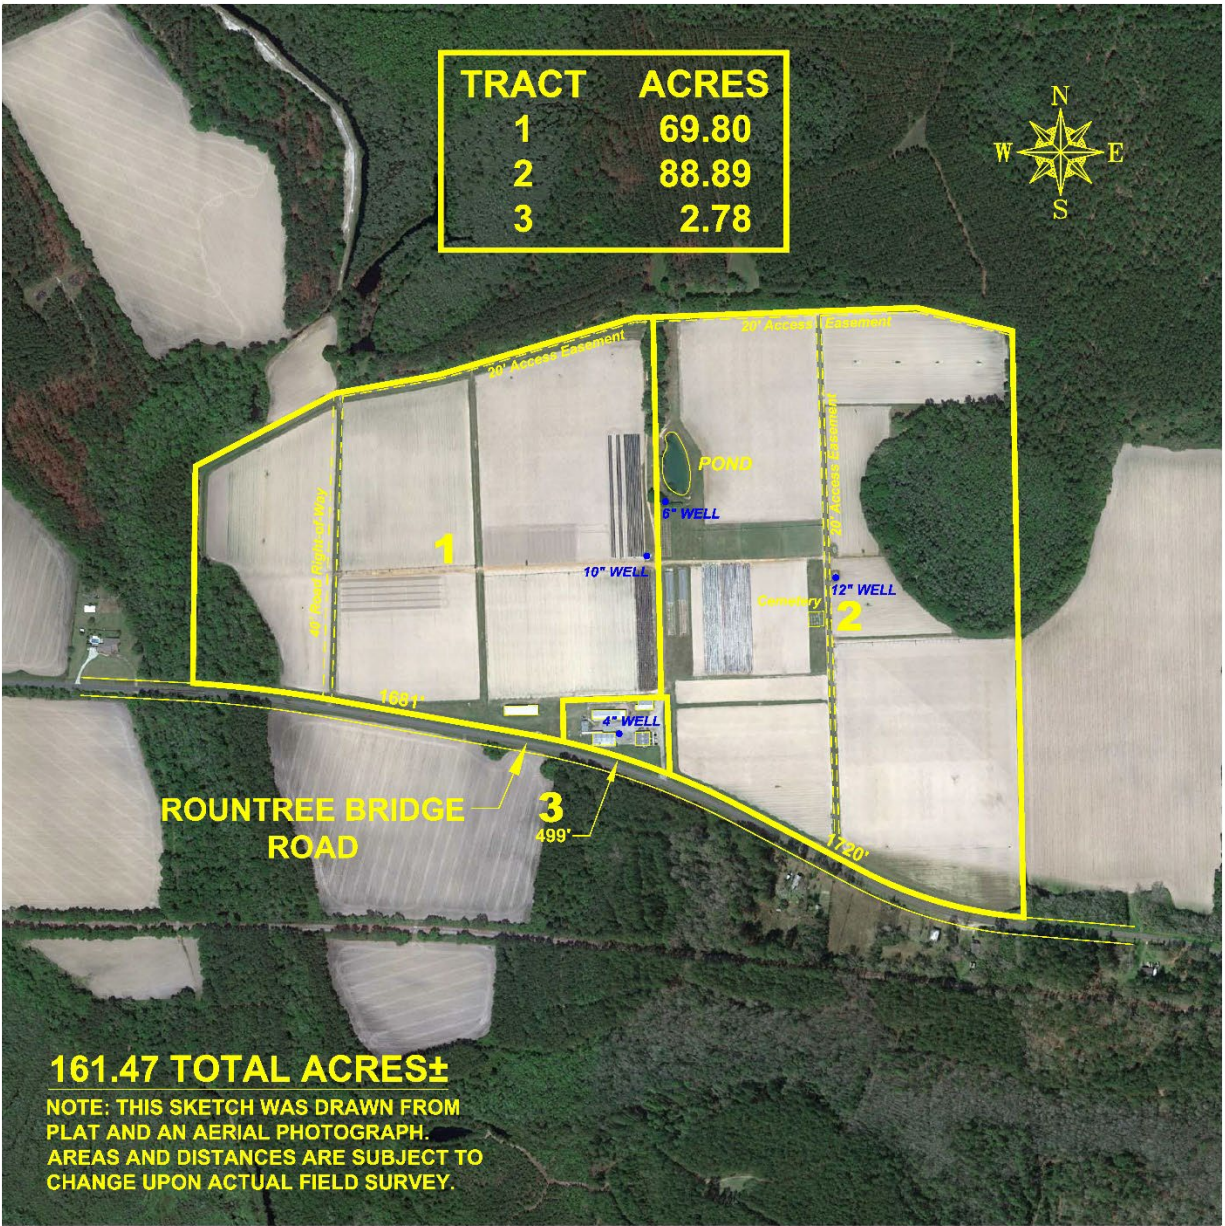 TRACT ACRES
1 69.80
2 88.89
3 2.78
N
W E
S
20' Access Easement
20' Access Easement
20' Access Easement
40' Road Right-of-Way
POND
6" WELL
1
10" WELL
12" WELL
Cemetery
2
1681'
4" WELL
ROUNTREE BRIDGE
ROAD
3
499'
1720'
161.47 TOTAL ACRES±
NOTE: THIS SKETCH WAS DRAWN FROM
PLAT AND AN AERIAL PHOTOGRAPH.
AREAS AND DISTANCES ARE SUBJECT TO
CHANGE UPON ACTUAL FIELD SURVEY.